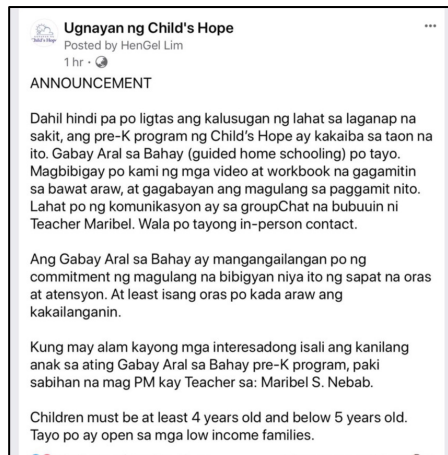 Ugnayan ng Child's Hope
Posted by HenGel Lim
1 hr ·
ANNOUNCEMENT
Dahil hindi pa po ligtas ang kalusugan ng lahat sa laganap na
sakit, ang pre-K program ng Child's Hope ay kakaiba sa taon na
ito. Gabay Aral sa Bahay (guided home schooling) po tayo.
Magbibigay po kami ng mga video at workbook na gagamitin
sa bawat araw, at gagabayan ang magulang sa paggamit nito.
Lahat po ng komunikasyon ay sa groupChat na bubuuin ni
Teacher Maribel. Wala po tayong in-person contact.
Ang Gabay Aral sa Bahay ay mangangailangan po ng
commitment ng magulang na bibigyan niya ito ng sapat na oras
at atensyon. At least isang oras po kada araw ang
kakailanganin.
Kung may alam kayong mga interesadong isali ang kanilang
anak sa ating Gabay Aral sa Bahay pre-K program, paki
sabihan na mag PM kay Teacher sa: Maribel S. Nebab.
Children must be at least 4 years old and below 5 years old.
Tayo po ay open sa mga low income families.